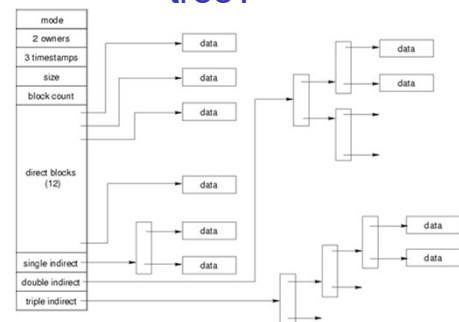 mode
2 owners
3 timestamps
size
block count
direct blocks
(12)
single indirect
double indirect
triple indirect
data
data
data
data
data
data
data
data
data
data